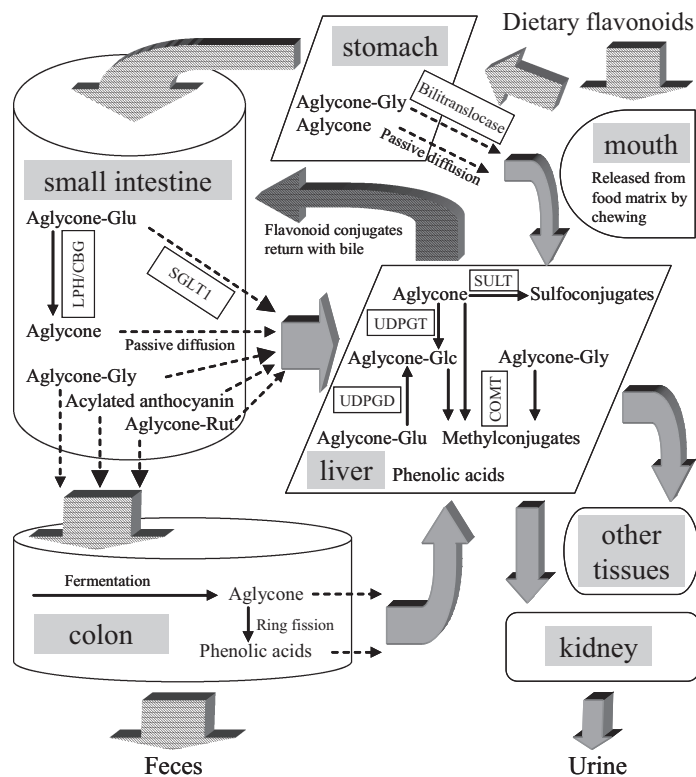 Dietary flavonoids
stomach
Aglycone-Gly
Aglycone
Bilitranslocase
Passive diffusion
mouth
Released from
food matrix by
chewing
small intestine
Aglycone-Glu
LPH/CBG
SGLT1
Aglycone
Passive diffusion
Aglycone-Gly
Acylated anthocyanin
Aglycone-Rut
Flavonoid conjugates
return with bile
SULT
Aglycone
Sulfoconjugates
UDPGT
Aglycone-Glc
Aglycone-Gly
UDPGD
COMT
Aglycone-Glu
Methylconjugates
liver
Phenolic acids
other
tissues
Fermentation
Aglycone
Ring fission
colon
Phenolic acids
kidney
Feces
Urine